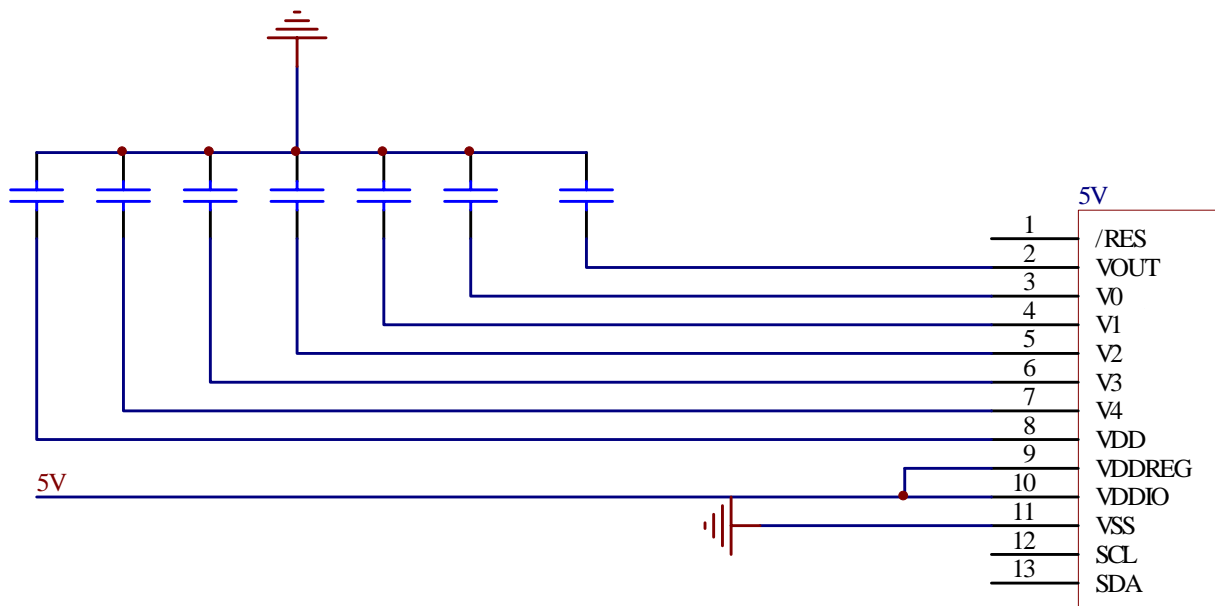 5V
1 /RES
2 VOUT
3 V0
4 V1
5 V2
6 V3
7 V4
8 VDD
9 VDDREG
5V 10 VDDIO
11 VSS
12 SCL
13 SDA